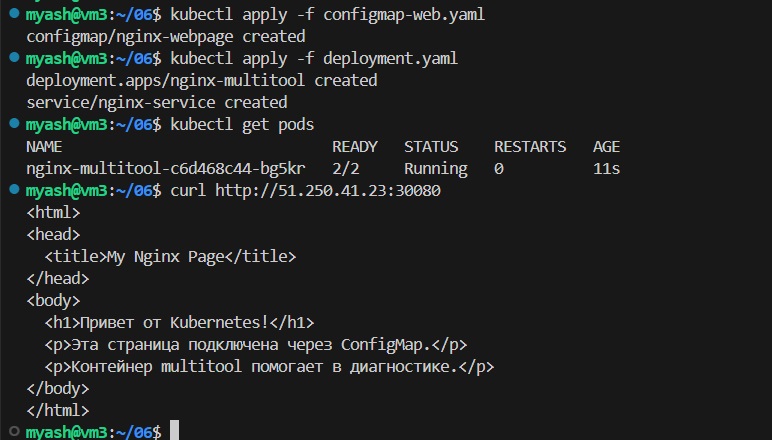 myash@vm3:~/06$ kubectl apply -f configmap-web.yaml
configmap/nginx-webpage created
myash@vm3:~/06$ kubectl apply -f deployment.yaml
deployment.apps/nginx-multitool created
service/nginx-service created
myash@vm3:~/06$ kubectl get pods
NAME                              READY   STATUS    RESTARTS   AGE
nginx-multitool-c6d468c44-bg5kr   2/2     Running   0          11s
myash@vm3:~/06$ curl http://51.250.41.23:30080
<html>
<head>
  <title>My Nginx Page</title>
</head>
<body>
  <h1>Привет от Kubernetes!</h1>
  <p>Эта страница подключена через ConfigMap.</p>
  <p>Контейнер multitool помогает в диагностике.</p>
</body>
</html>
myash@vm3:~/06$